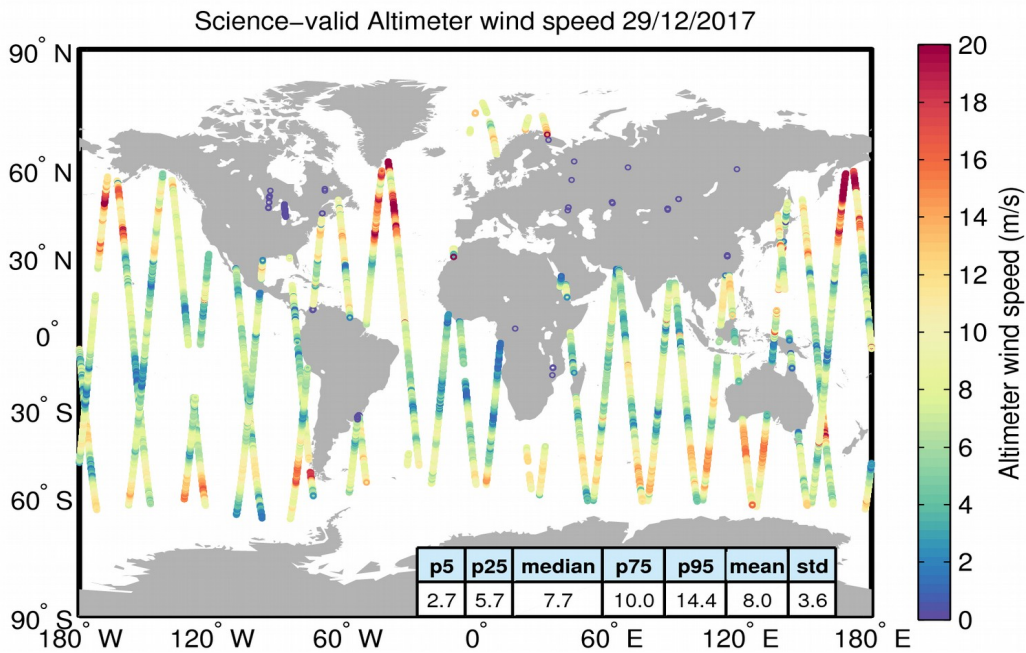 Science−valid Altimeter wind speed 29/12/2017
90° N
60° N
30° N
0°
30° S
60° S
90° S
180° W
120° W
60° W
0°
60° E
120° E
180° E
p5 p25 median p75 p95 mean std
2.7 5.7 7.7 10.0 14.4 8.0 3.6
20
18
16
14
12
10
8
6
4
2
0
Altimeter wind speed (m/s)